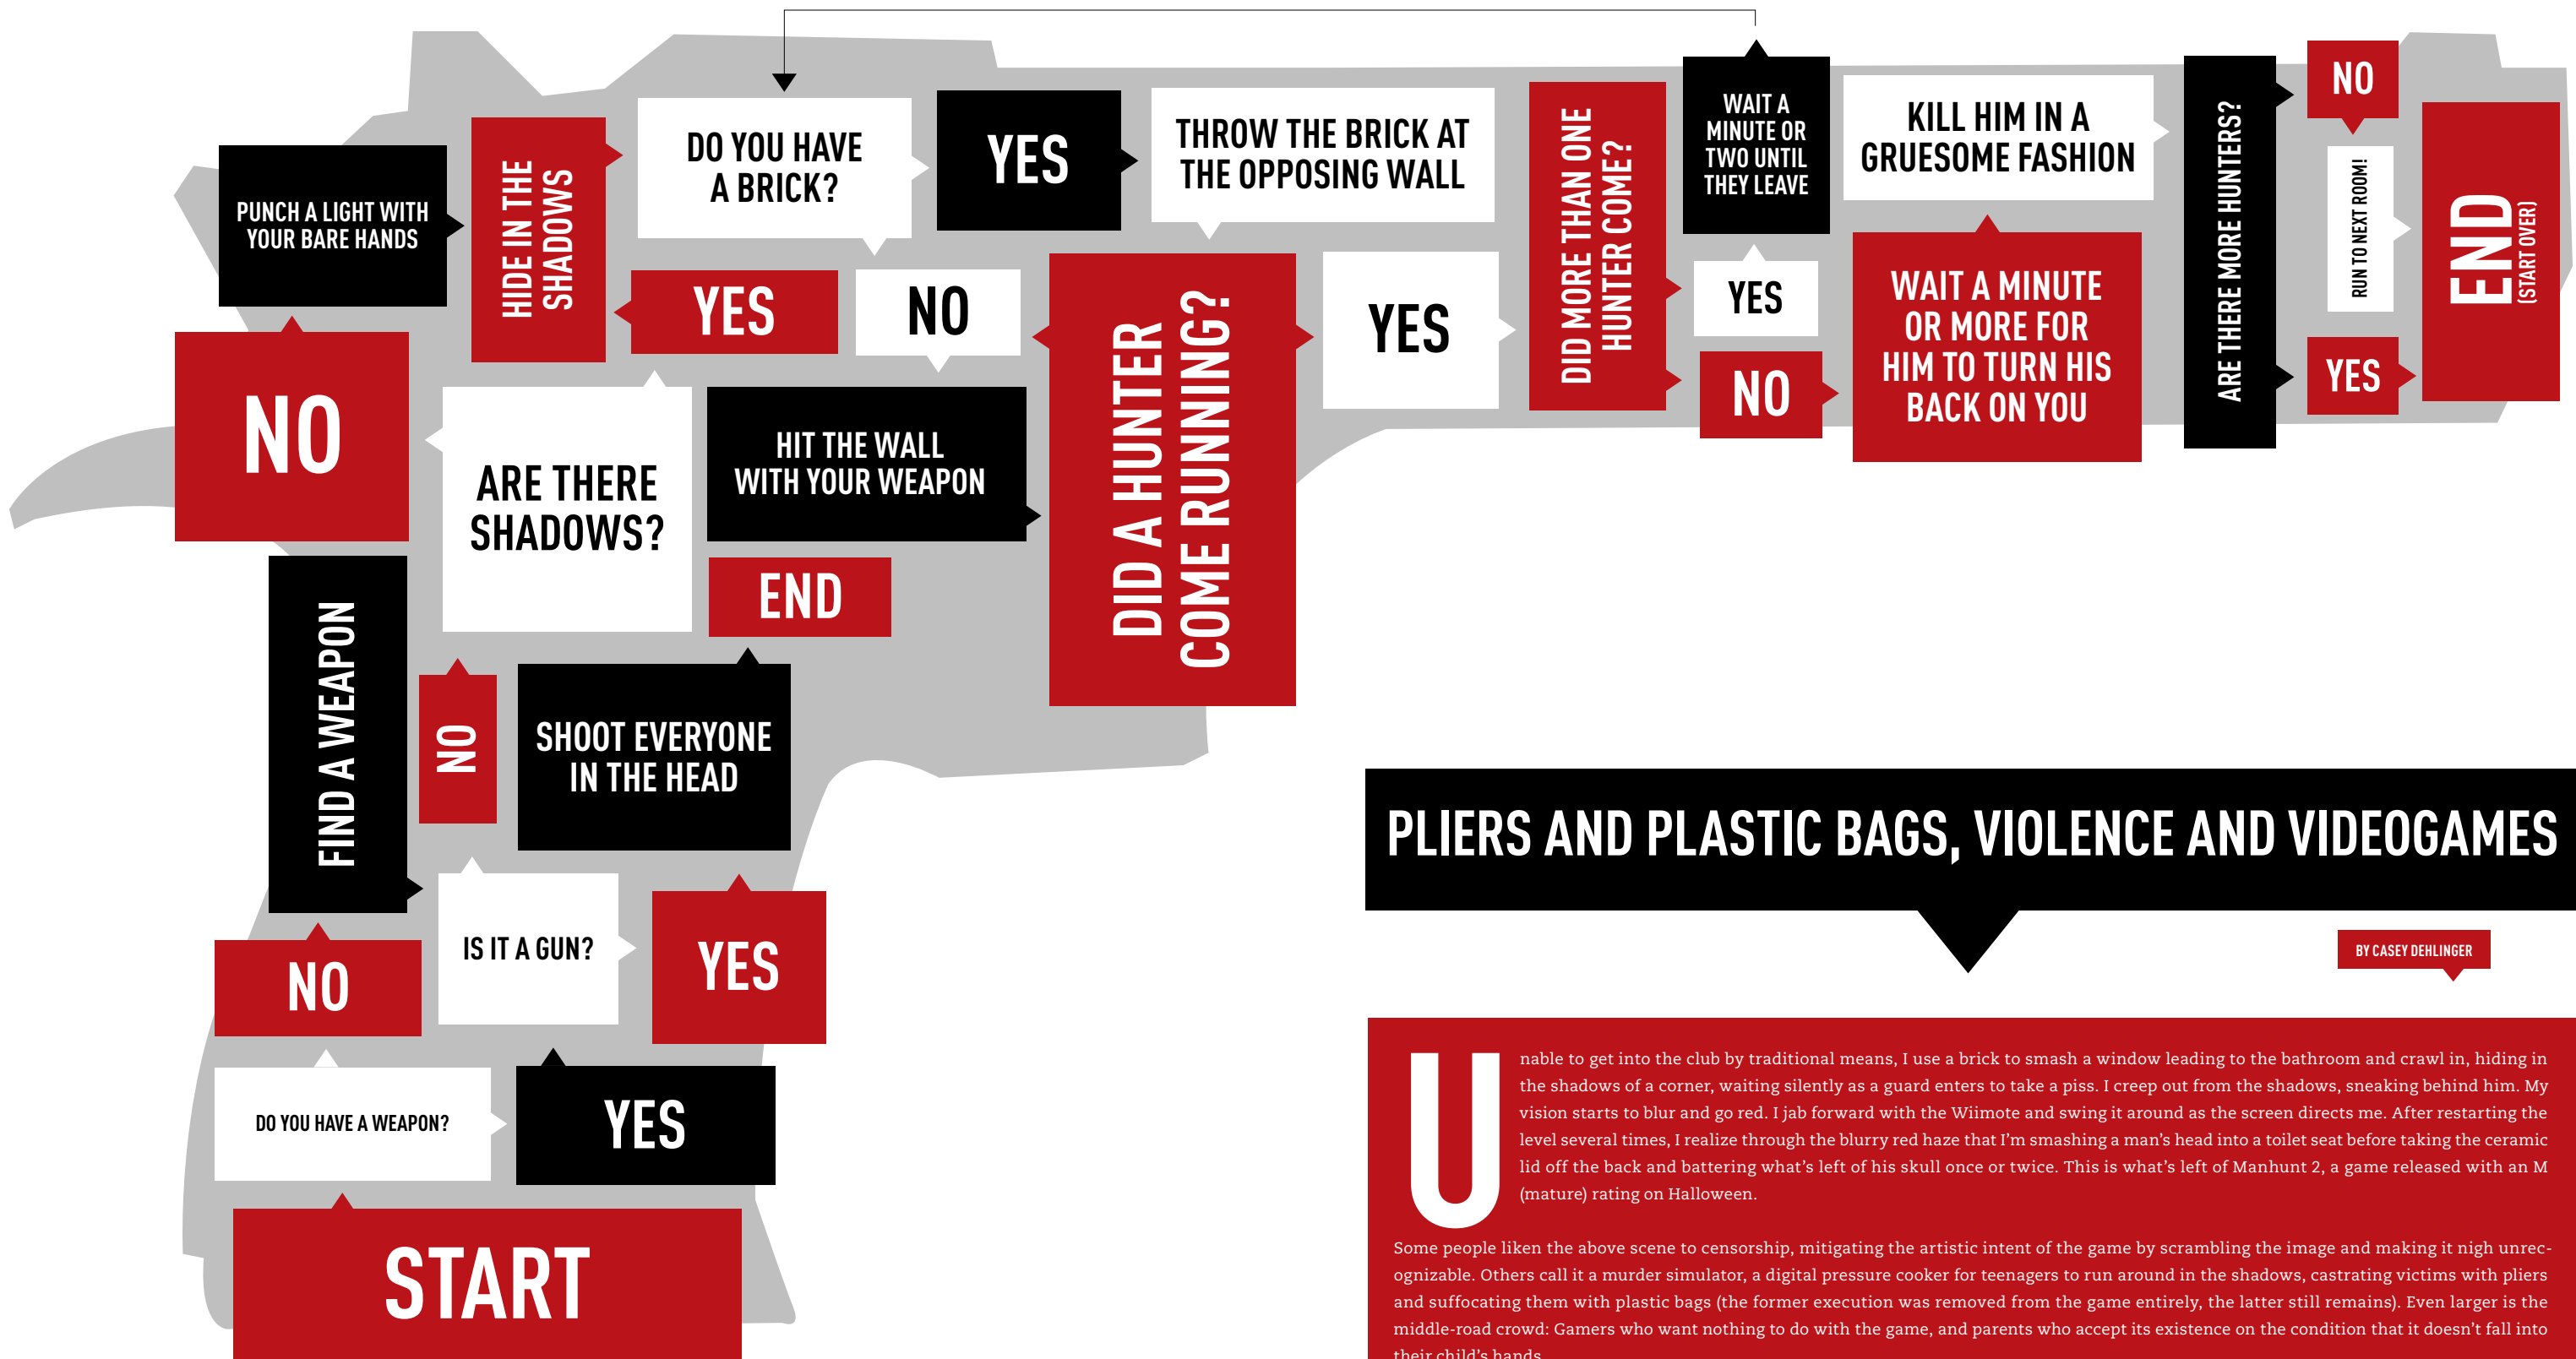 START
DO YOU HAVE A WEAPON?
YES
NO
FIND A WEAPON
IS IT A GUN?
YES
SHOOT EVERYONE
IN THE HEAD
END
NO
ARE THERE
SHADOWS?
NO
PUNCH A LIGHT WITH
YOUR BARE HANDS
YES
HIDE IN THE
SHADOWS
DO YOU HAVE
A BRICK?
NO
HIT THE WALL
WITH YOUR WEAPON
YES
THROW THE BRICK AT
THE OPPOSING WALL
DID A HUNTER
COME RUNNING?
YES
DID MORE THAN ONE
HUNTER COME?
YES
WAIT A
MINUTE OR
TWO UNTIL
THEY LEAVE
NO
WAIT A MINUTE
OR MORE FOR
HIM TO TURN HIS
BACK ON YOU
KILL HIM IN A
GRUESOME FASHION
ARE THERE MORE HUNTERS?
NO
RUN TO NEXT ROOM!
YES
END
(START OVER)
PLIERS AND PLASTIC BAGS, VIOLENCE AND VIDEOGAMES
BY CASEY DEHLINGER
Unable to get into the club by traditional means, I use a brick to smash a window leading to the bathroom and crawl in, hiding in
the shadows of a corner, waiting silently as a guard enters to take a piss. I creep out from the shadows, sneaking behind him. My
vision starts to blur and go red. I jab forward with the Wiimote and swing it around as the screen directs me. After restarting the
level several times, I realize through the blurry red haze that I'm smashing a man's head into a toilet seat before taking the ceramic
lid off the back and battering what's left of his skull once or twice. This is what's left of Manhunt 2, a game released with an M
(mature) rating on Halloween.
Some people liken the above scene to censorship, mitigating the artistic intent of the game by scrambling the image and making it nigh unrec-
ognizable. Others call it a murder simulator, a digital pressure cooker for teenagers to run around in the shadows, castrating victims with pliers
and suffocating them with plastic bags (the former execution was removed from the game entirely, the latter still remains). Even larger is the
middle-road crowd: Gamers who want nothing to do with the game, and parents who accept its existence on the condition that it doesn't fall into
their child's hands.